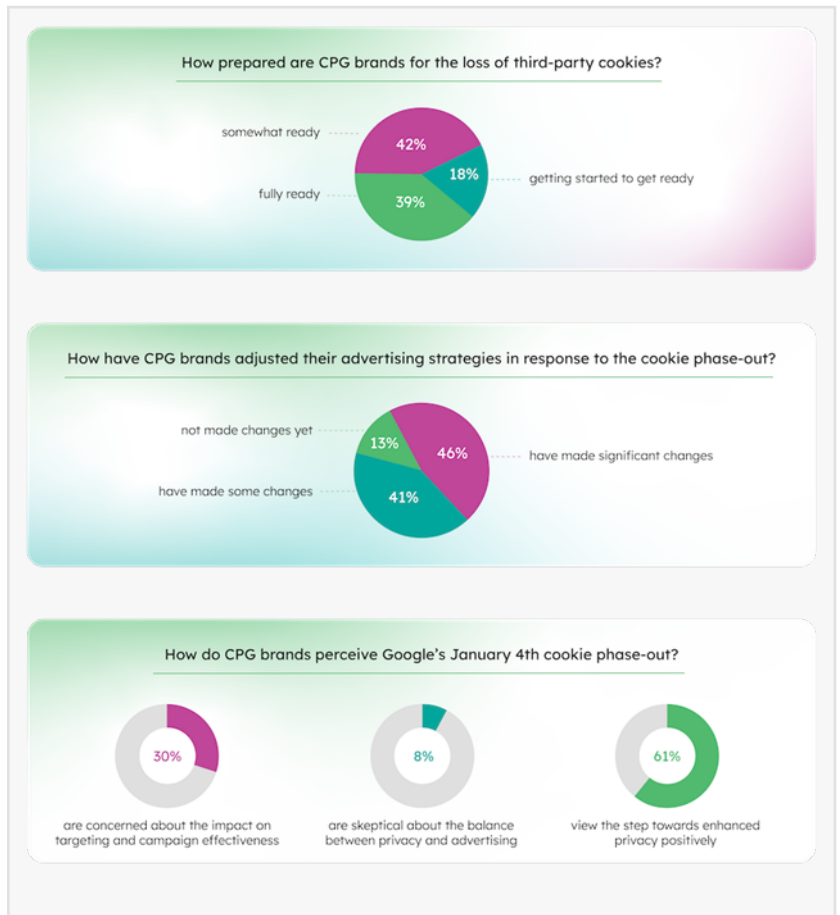 How prepared are CPG brands for the loss of third-party cookies?
somewhat ready
42%
18%
getting started to get ready
fully ready
39%
How have CPG brands adjusted their advertising strategies in response to the cookie phase-out?
not made changes yet
13%
46%
have made significant changes
have made some changes
41%
How do CPG brands perceive Google’s January 4th cookie phase-out?
30%
are concerned about the impact on
targeting and campaign effectiveness
8%
are skeptical about the balance
between privacy and advertising
61%
view the step towards enhanced
privacy positively